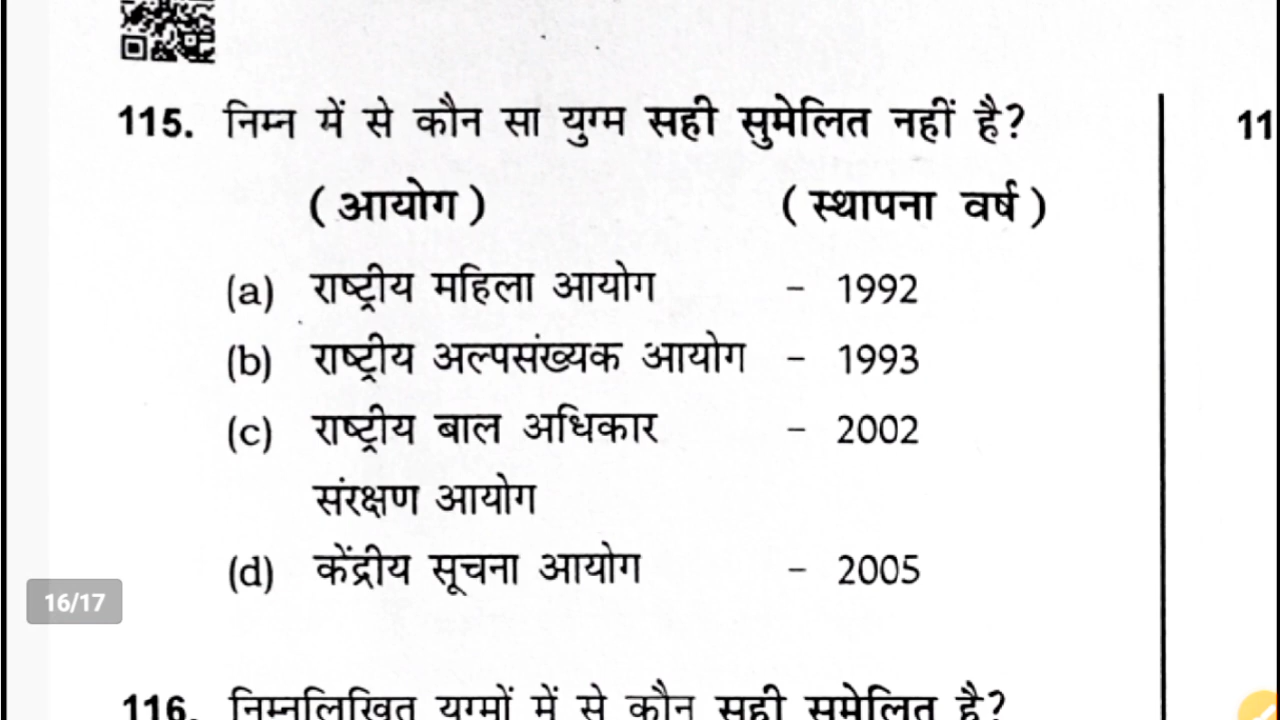 115. निम्न में से कौन सा युग्म सही सुमेलित नहीं है?
11
( आयोग ) ( स्थापना वर्ष )
(a) राष्ट्रीय महिला आयोग – 1992
(b) राष्ट्रीय अल्पसंख्यक आयोग – 1993
(c) राष्ट्रीय बाल अधिकार – 2002
संरक्षण आयोग
(d) केंद्रीय सूचना आयोग – 2005
16/17
116. निम्नलिखित युग्मों में से कौन सही सुमेलित है?